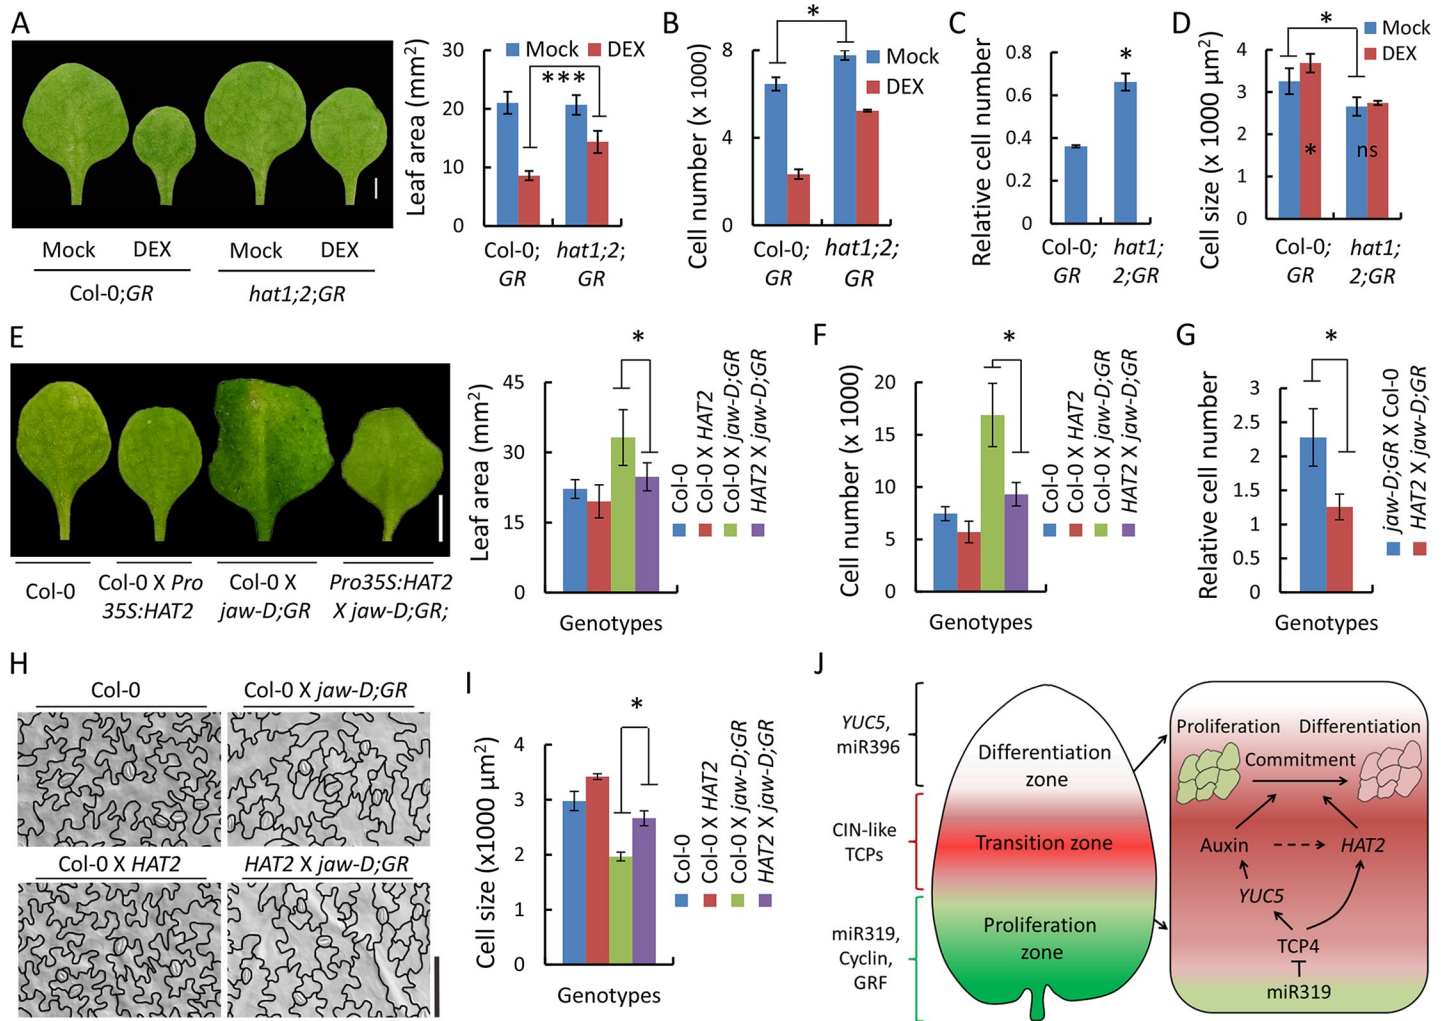 A
Mock DEX Mock DEX
Col-0;GR hat1;2;GR
Leaf area (mm2)
30
20
10
0
Mock DEX
***
Col-0; hat1;2;
GR GR
B
*
Cell number (x 1000)
8
4
0
Mock
DEX
Col-0; hat1;2;
GR GR
C
Relative cell number
0.8
0.6
0.4
0.2
0
*
Col-0; hat1;
GR 2;GR
D
*
Mock
DEX
Cell size (x 1000 µm2)
4
3
2
1
0
* ns
Col-0; hat1;
GR 2;GR
E
Col-0
Col-0 X Pro
35S:HAT2
Col-0 X
jaw-D;GR
Pro35S:HAT2
X jaw-D;GR;
Leaf area (mm2)
45
30
15
0
*
Genotypes
Col-0
Col-0 X HAT2
Col-0 X jaw-D;GR
HAT2 X jaw-D;GR
F
Cell number (x 1000)
20
15
10
5
0
*
Genotypes
Col-0
Col-0 X HAT2
Col-0 X jaw-D;GR
HAT2 X jaw-D;GR
G
Relative cell number
3
2.5
2
1.5
1
0.5
0
*
Genotypes
jaw-D;GR X Col-0
HAT2 X jaw-D;GR
H
Col-0 Col-0 X jaw-D;GR
Col-0 X HAT2 HAT2 X jaw-D;GR
I
Cell size (x1000 µm2)
4
3
2
1
0
*
Genotypes
Col-0
Col-0 X HAT2
Col-0 X jaw-D;GR
HAT2 X jaw-D;GR
J
YUC5,
miR396
CIN-like
TCPs
miR319,
Cyclin,
GRF
Differentiation
zone
Transition zone
Proliferation
zone
Proliferation Differentiation
Commitment
Auxin HAT2
YUC5
TCP4
miR319